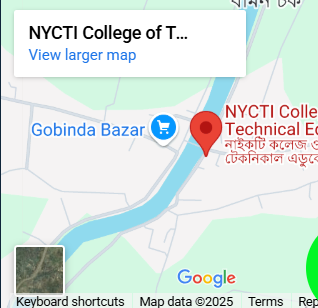 বামন চক
NYCTI College of T...
View larger map
Gobinda Bazar
NYCTI Colle
Technical Ed
নাইকটি কলেজ ও
টেকনিকাল এডুকে
Google
Keyboard shortcuts
Map data ©2025
Terms
Rep